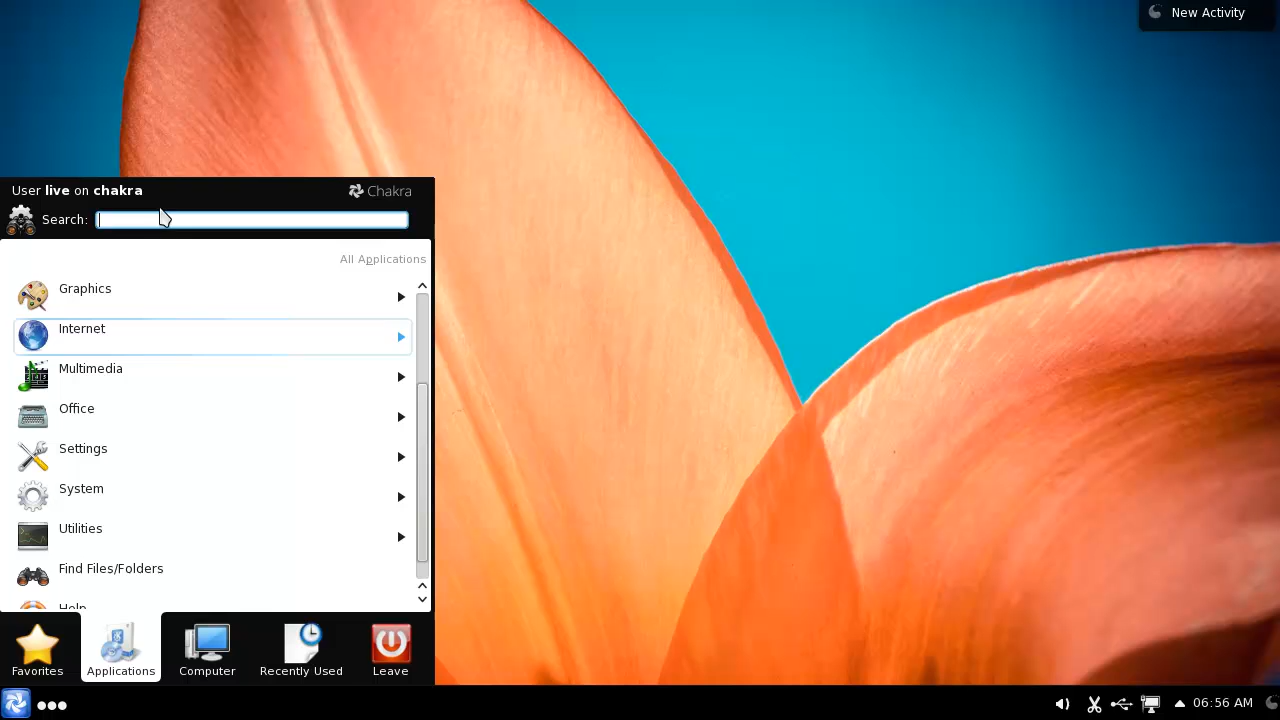 New Activity
User live on chakra
Chakra
Search:
All Applications
Graphics
Internet
Multimedia
Office
Settings
System
Utilities
Find Files/Folders
Help
Favorites
Applications
Computer
Recently Used
Leave
06:56 AM